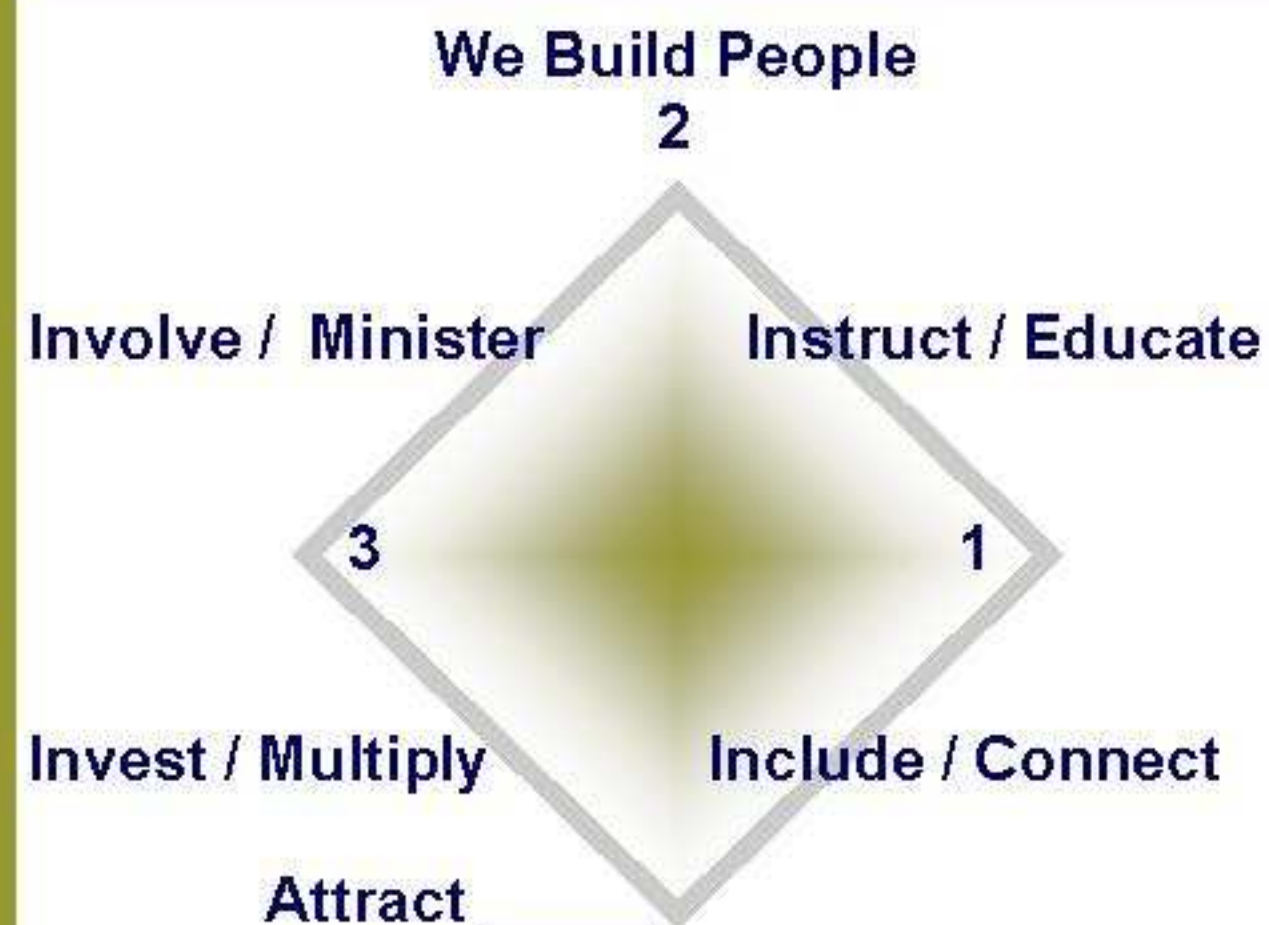 We Build People
2
Involve / Minister
Instruct / Educate
3
1
Invest / Multiply
Include / Connect
Attract